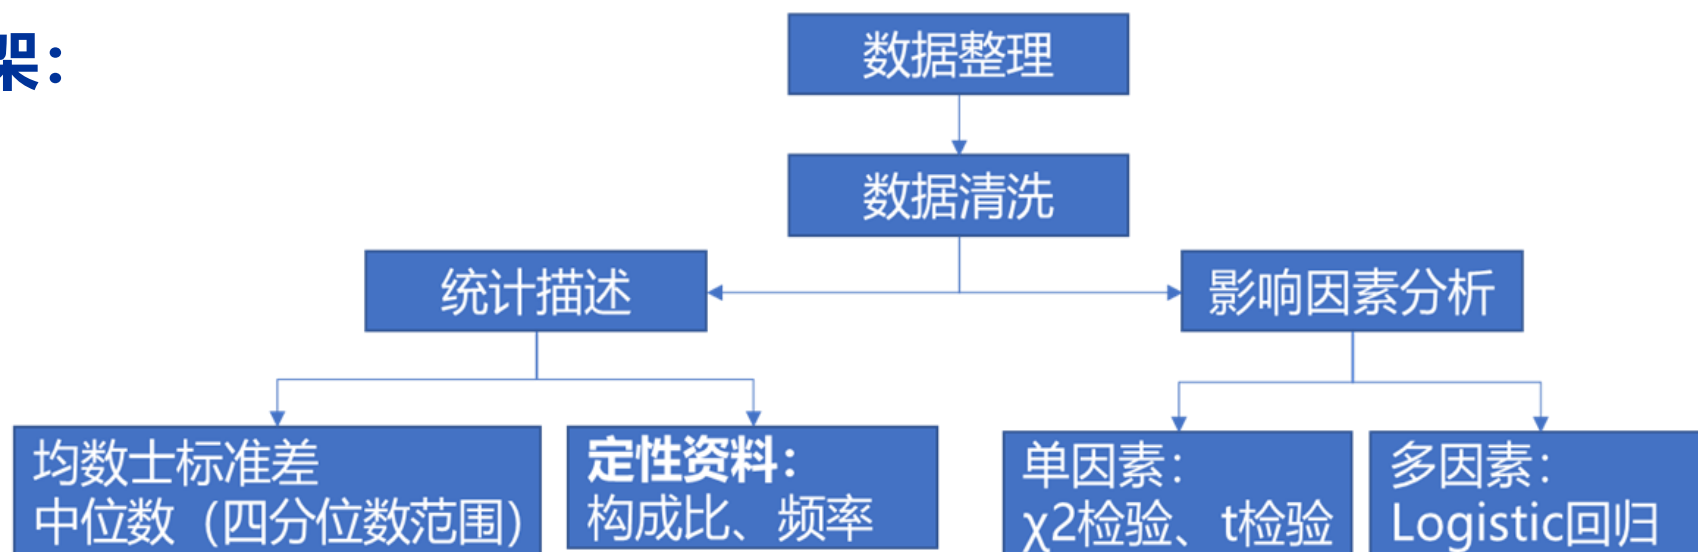 架：
数据整理
数据清洗
统计描述
影响因素分析
均数士标准差
中位数（四分位数范围）
定性资料：
构成比、频率
单因素：
χ2检验、t检验
多因素：
Logistic回归